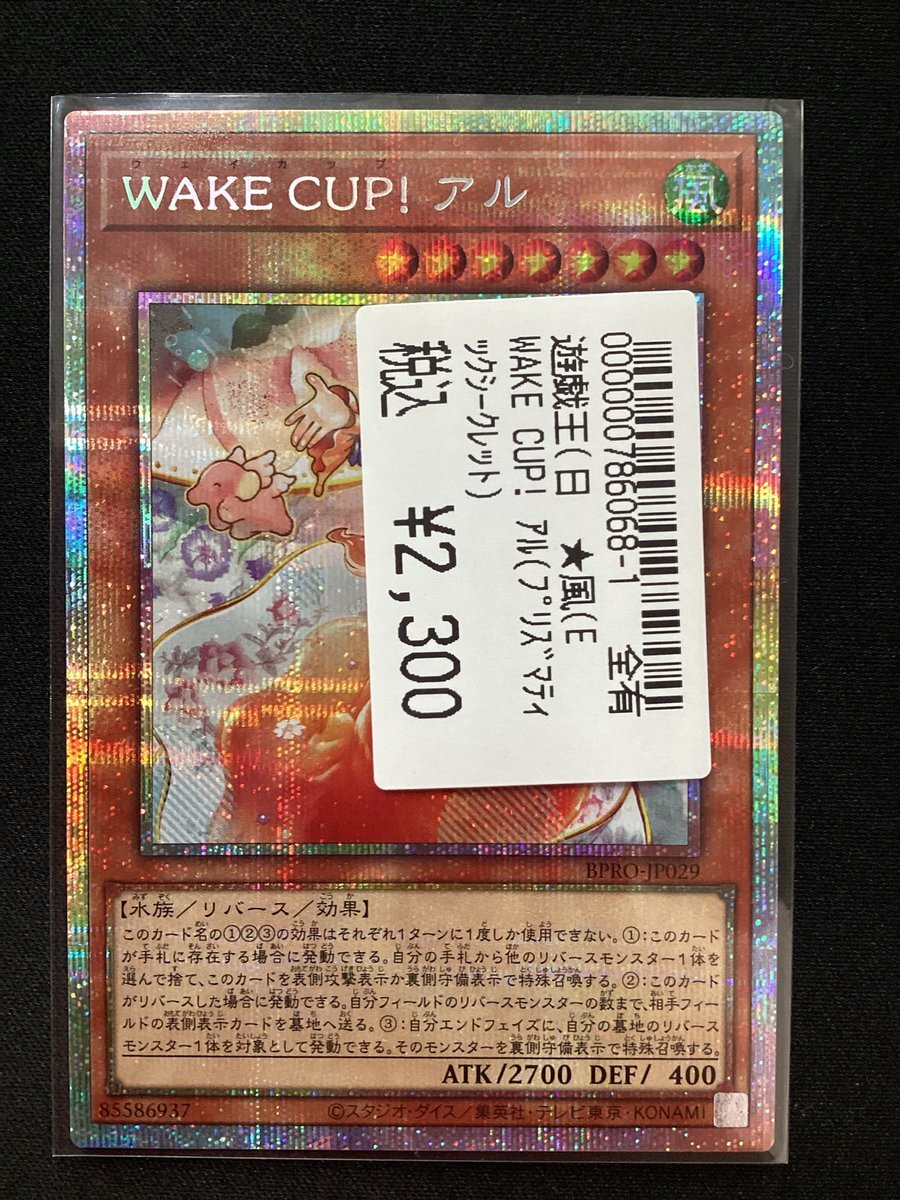 ウェイカップ
WAKE CUP! アル
風
000000786068-1 全有
遊戯王(日 ★風(E
WAKE CUP! アル(プリズマティ
ックシークレット)
税込 ¥2,300
BPRO-JP029
【水族/リバース/効果】
このカード名の①②③の効果はそれぞれ1ターンに1度しか使用できない。①:このカード
が手札に存在する場合に発動できる。自分の手札から他のリバースモンスター1体を
選んで捨て、このカードを表側攻撃表示か裏側守備表示で特殊召喚する。②:このカード
がリバースした場合に発動できる。自分フィールドのリバースモンスターの数まで、相手フィー
ルドの表側表示カードを墓地へ送る。③:自分エンドフェイズに、自分の墓地のリバース
モンスター1体を対象として発動できる。そのモンスターを裏側守備表示で特殊召喚する。
ATK/2700 DEF/ 400
85586937 ©スタジオ・ダイス/集英社・テレビ東京・KONAMI